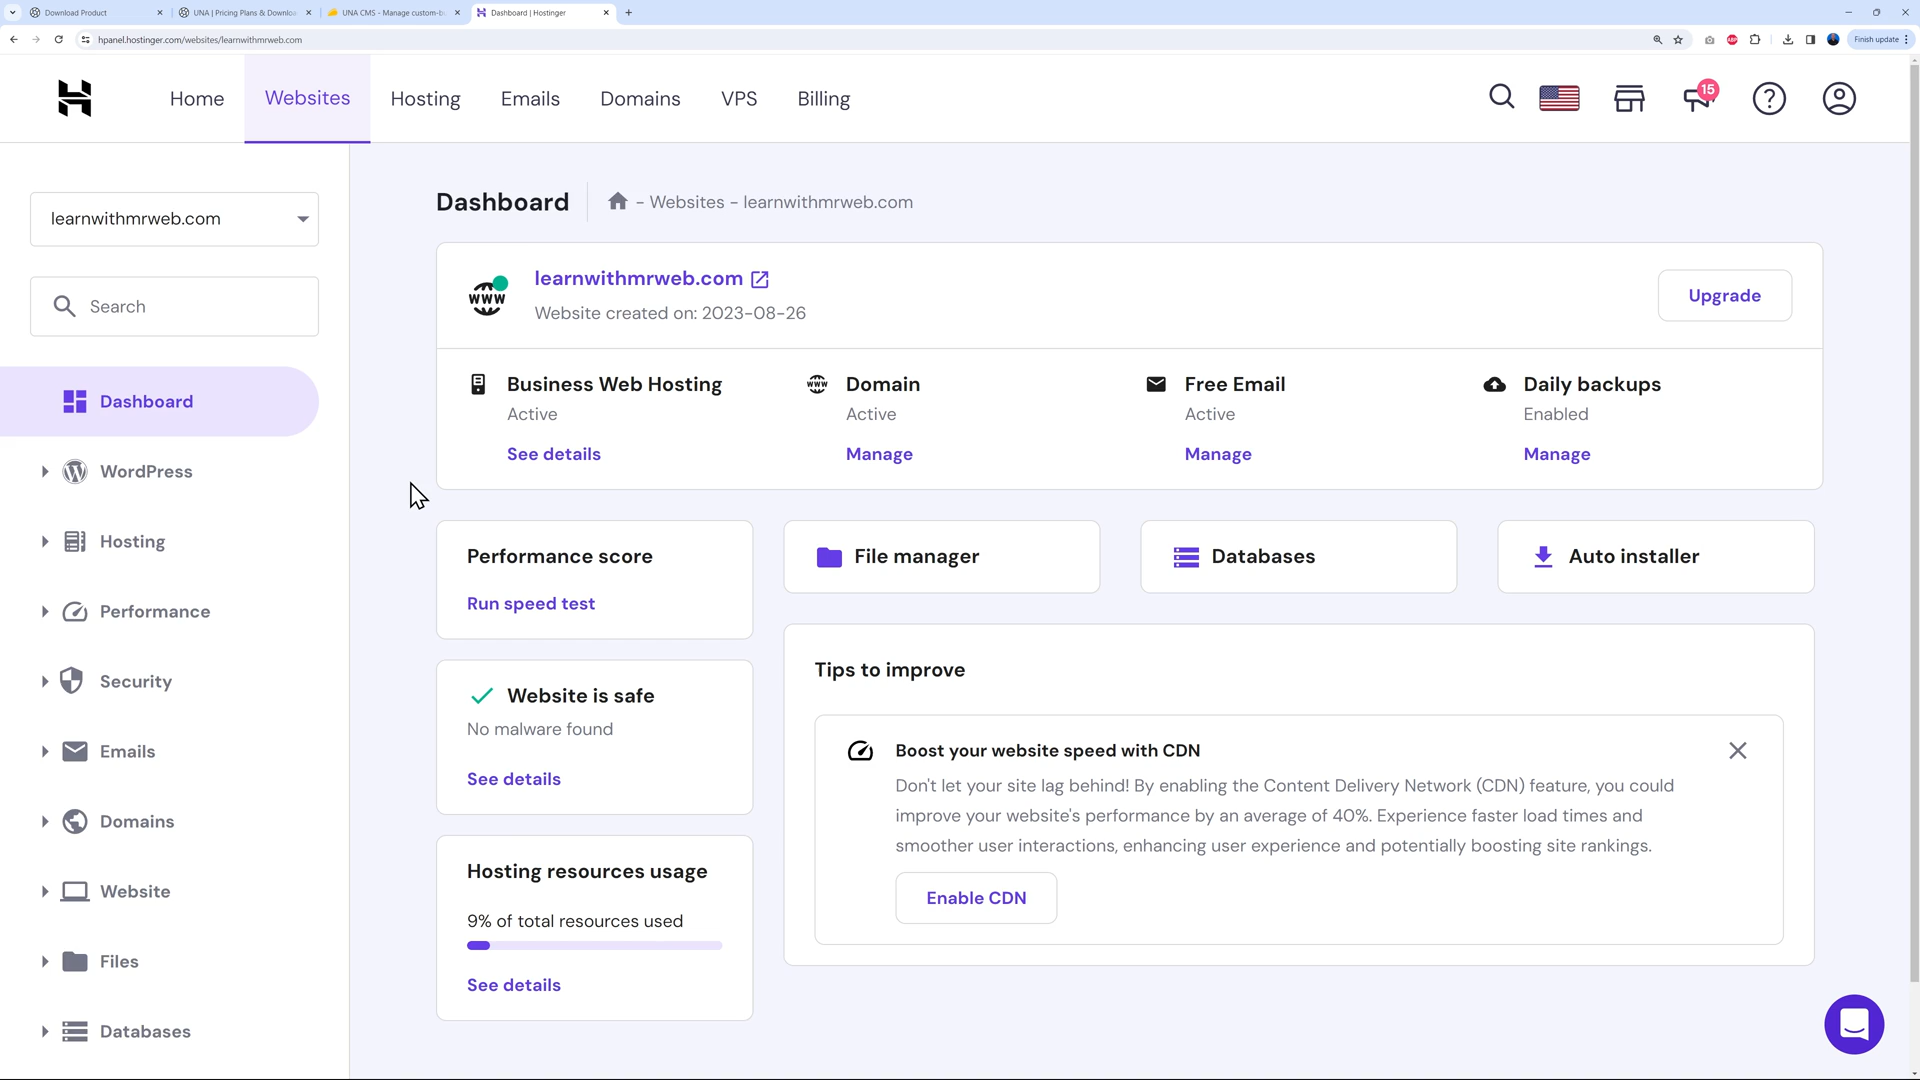 Download Product
UNA | Pricing Plans & Downloa
UNA CMS - Manage custom-b
Dashboard | Hostinger
hpanel.hostinger.com/websites/learnwithmrweb.com
ABP
Finish update
Home
Websites
Hosting
Emails
Domains
VPS
Billing
15
learnwithmrweb.com
Search
Dashboard
WordPress
Hosting
Performance
Security
Emails
Domains
Website
Files
Databases
Dashboard
- Websites - learnwithmrweb.com
www
learnwithmrweb.com
Website created on: 2023-08-26
Upgrade
Business Web Hosting
Active
See details
www
Domain
Active
Manage
Free Email
Active
Manage
Daily backups
Enabled
Manage
Performance score
Run speed test
File manager
Databases
Auto installer
Website is safe
No malware found
See details
Hosting resources usage
9% of total resources used
See details
Tips to improve
Boost your website speed with CDN
Don't let your site lag behind! By enabling the Content Delivery Network (CDN) feature, you could
improve your website's performance by an average of 40%. Experience faster load times and
smoother user interactions, enhancing user experience and potentially boosting site rankings.
Enable CDN